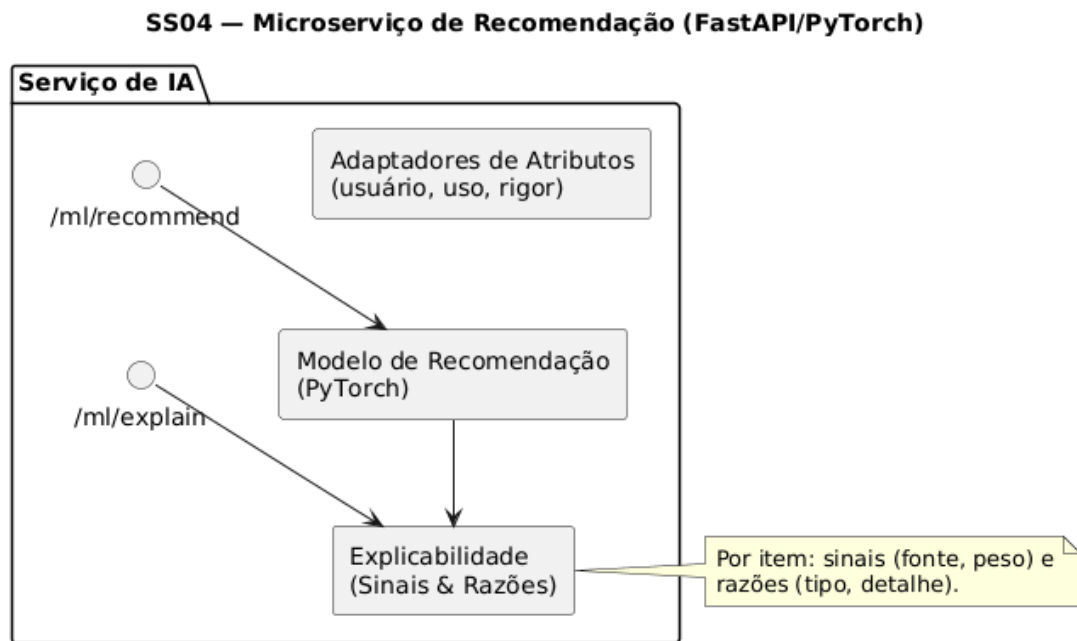 SS04 — Microserviço de Recomendação (FastAPI/PyTorch)
Serviço de IA
Adaptadores de Atributos
(usuário, uso, rigor)
/ml/recommend
Modelo de Recomendação
(PyTorch)
/ml/explain
Explicabilidade
(Sinais & Razões)
Por item: sinais (fonte, peso) e
razões (tipo, detalhe).